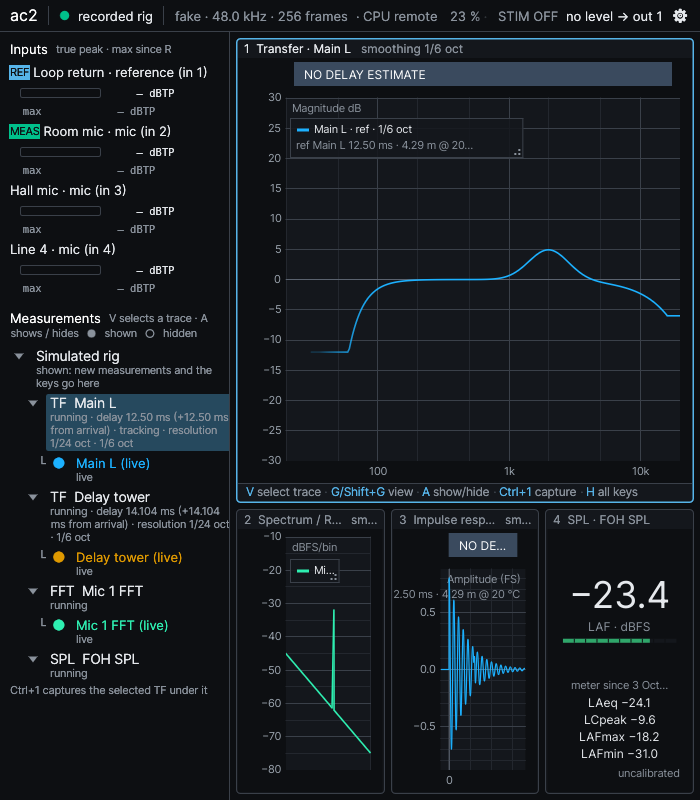 ac2
recorded rig
fake · 48.0 kHz · 256 frames · CPU remote 23 % · STIM OFF no level → out 1
Inputs true peak · max since R
REF Loop return · reference (in 1)
– dBTP
max – dBTP
MEAS Room mic · mic (in 2)
– dBTP
max – dBTP
Hall mic · mic (in 3)
– dBTP
max – dBTP
Line 4 · mic (in 4)
– dBTP
max – dBTP
Measurements V selects a trace · A
shows / hides shown hidden
Simulated rig
shown: new measurements and the
keys go here
TF Main L
running · delay 12.50 ms (+12.50 ms
from arrival) · tracking · resolution
1/24 oct · 1/6 oct
Main L (live)
live
TF Delay tower
running · delay 14.104 ms (+14.104
ms from arrival) · resolution 1/24 oct
· 1/6 oct
Delay tower (live)
live
FFT Mic 1 FFT
running
Mic 1 FFT (live)
live
SPL FOH SPL
running
Ctrl+1 captures the selected TF under it
1 Transfer · Main L smoothing 1/6 oct
NO DELAY ESTIMATE
Magnitude dB
Main L · ref · 1/6 oct
ref Main L 12.50 ms · 4.29 m @ 20...
30
25
20
15
10
5
0
−5
−10
−15
−20
−25
−30
100
1k
10k
V select trace · G/Shift+G view · A show/hide · Ctrl+1 capture · H all keys
2 Spectrum / R... sm...
dBFS/bin
Mi...
−10
−20
−30
−40
−50
−60
−70
−80
3 Impulse resp... sm...
NO DE...
Amplitude (FS)
2.50 ms · 4.29 m @ 20 °C
0.5
0.0
−0.5
0
4 SPL · FOH SPL
−23.4
LAF · dBFS
meter since 3 Oct...
LAeq −24.1
LCpeak −9.6
LAFmax −18.2
LAFmin −31.0
uncalibrated